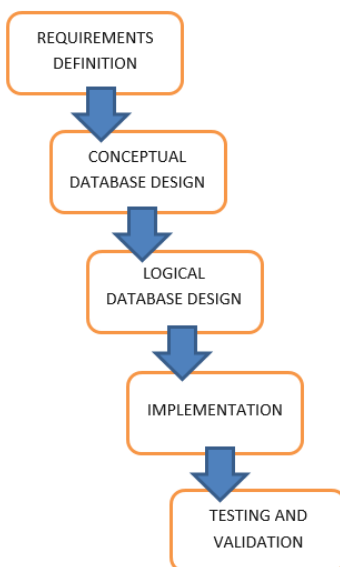 REQUIREMENTS
DEFINITION
CONCEPTUAL
DATABASE DESIGN
LOGICAL
DATABASE DESIGN
IMPLEMENTATION
TESTING AND
VALIDATION